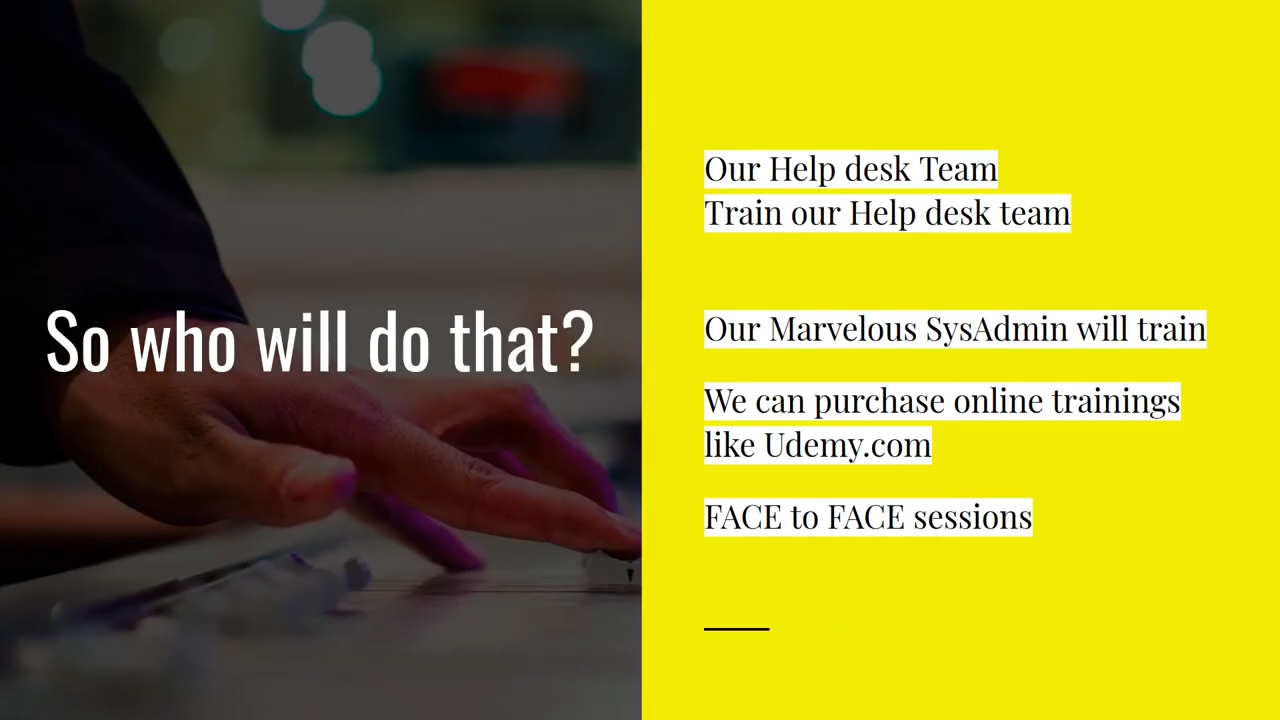 So who will do that?
Our Help desk Team
Train our Help desk team
Our Marvelous SysAdmin will train
We can purchase online trainings
like Udemy.com
FACE to FACE sessions